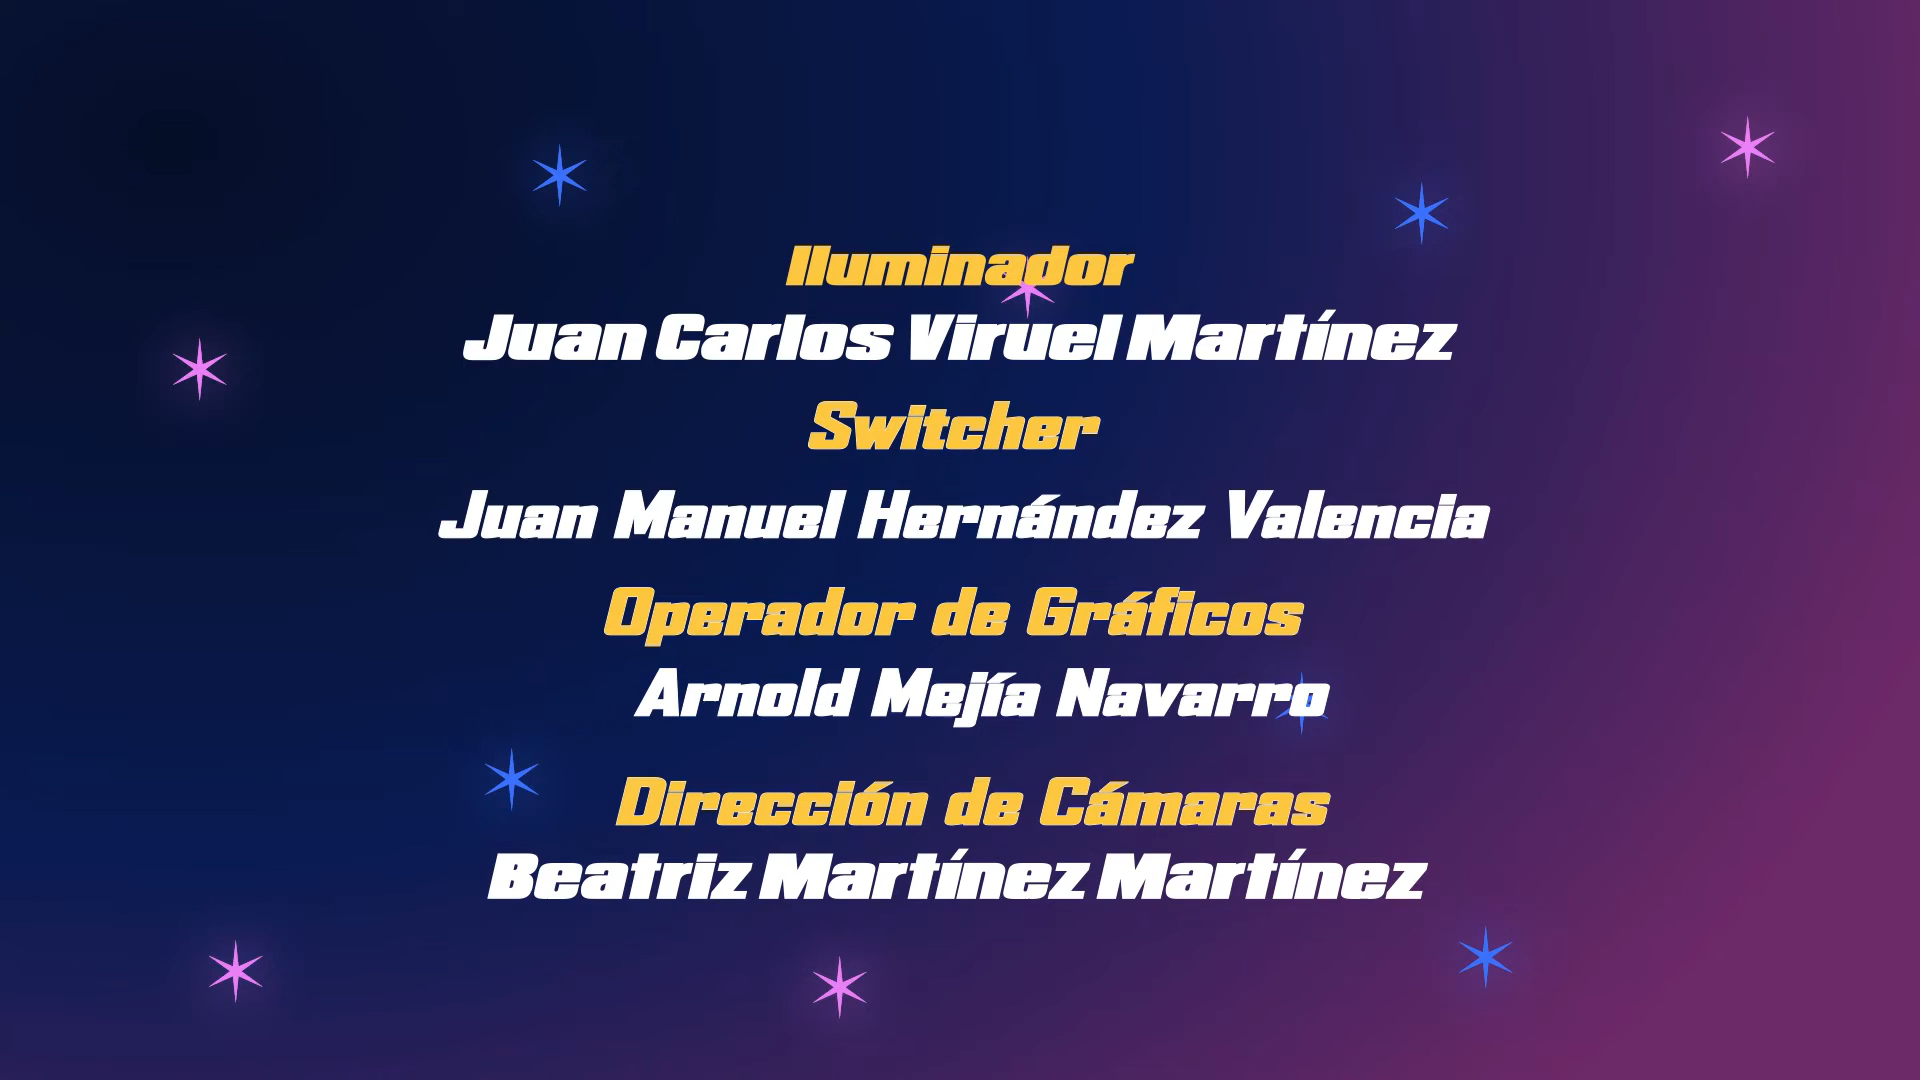 Iluminador
Juan Carlos Viruel Martínez
Switcher
Juan Manuel Hernández Valencia
Operador de Gráficos
Arnold Mejía Navarro
Dirección de Cámaras
Beatriz Martínez Martínez